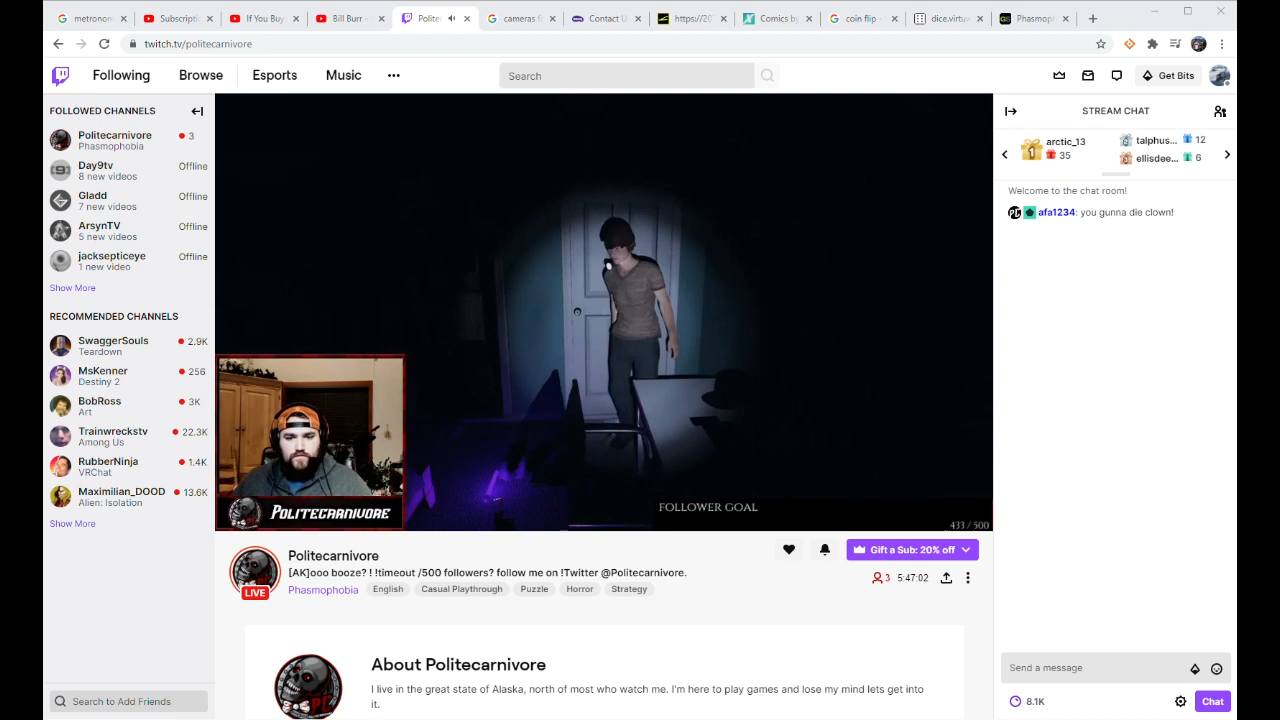 metronom
Subscripti
If You Buy
Bill Burr -
Polite
cameras f
Contact U
https://20
Comics by
coin flip -
dice.virtu
Phasmop
twitch.tv/politecarnivore
Following
Browse
Esports
Music
Search
Get Bits
FOLLOWED CHANNELS
Politecarnivore
3
Phasmophobia
Day9tv
Offline
8 new videos
Gladd
Offline
7 new videos
ArsynTV
Offline
5 new videos
jacksepticeye
Offline
1 new video
Show More
RECOMMENDED CHANNELS
SwaggerSouls
2.9K
Teardown
MsKenner
256
Destiny 2
BobRoss
3K
Art
Trainwreckstv
22.3K
Among Us
RubberNinja
1.4K
VRChat
Maximilian_DOOD
13.6K
Alien: Isolation
Show More
Search to Add Friends
POLITECARNIVORE
FOLLOWER GOAL
433 / 500
Politecarnivore
Gift a Sub: 20% off
[AK]ooo booze? ! !timeout /500 followers? follow me on !Twitter @Politecarnivore.
3 5:47:02
LIVE
Phasmophobia
English
Casual Playthrough
Puzzle
Horror
Strategy
About Politecarnivore
I live in the great state of Alaska, north of most who watch me. I'm here to play games and lose my mind lets get into
it.
STREAM CHAT
arctic_13
35
talphus...
12
ellisdee...
6
Welcome to the chat room!
afa1234: you gunna die clown!
Send a message
8.1K
Chat